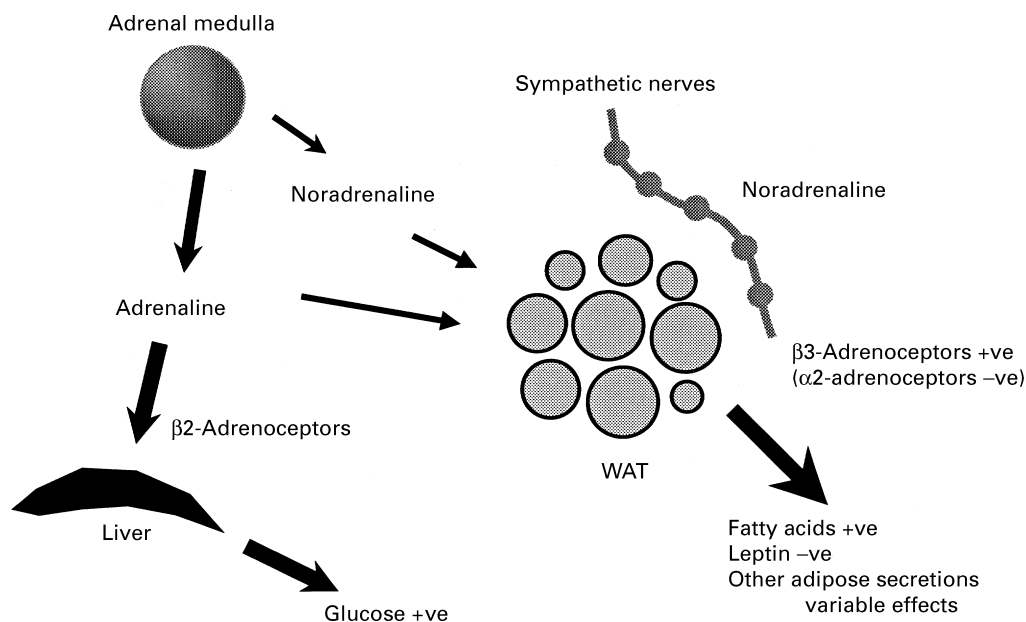 Adrenal medulla
Sympathetic nerves
Noradrenaline
Noradrenaline
Adrenaline
β3-Adrenoceptors +ve
(α2-adrenoceptors –ve)
β2-Adrenoceptors
WAT
Liver
Fatty acids +ve
Leptin –ve
Other adipose secretions
variable effects
Glucose +ve